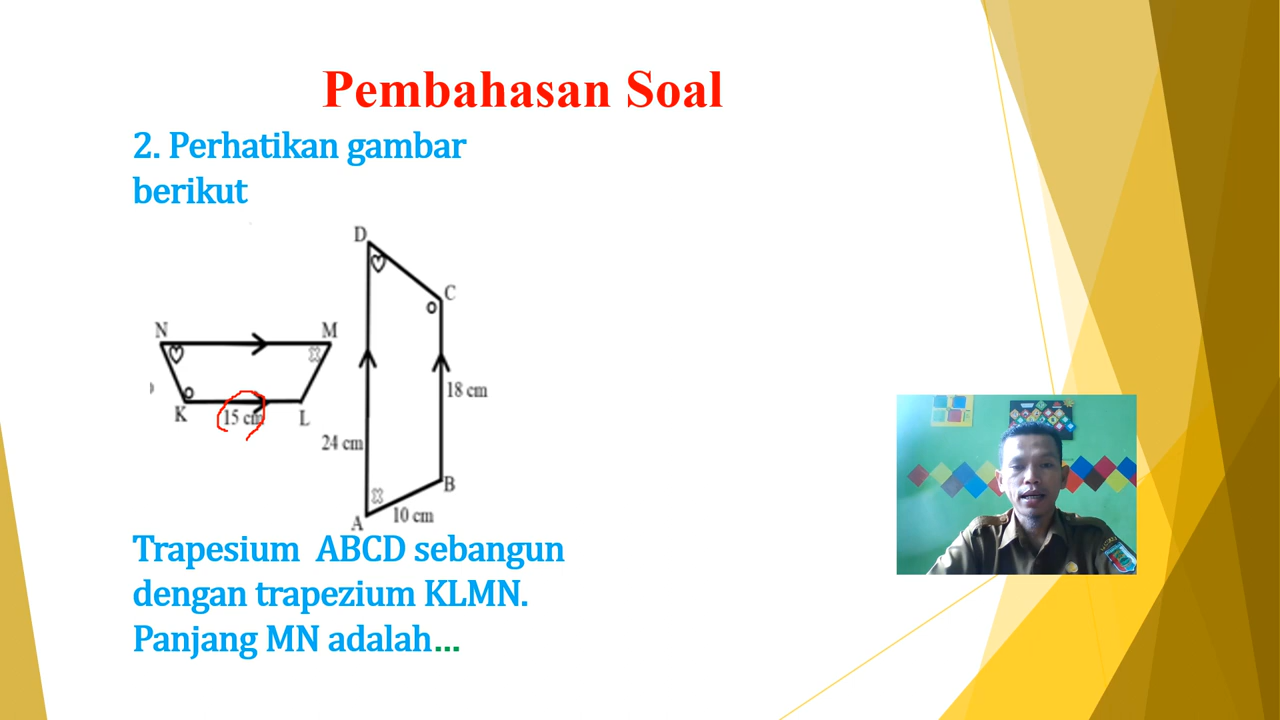 Pembahasan Soal
2. Perhatikan gambar
berikut
D
C
N
M
K
15 cm
L
18 cm
24 cm
B
A
10 cm
Trapesium ABCD sebangun
dengan trapezium KLMN.
Panjang MN adalah...